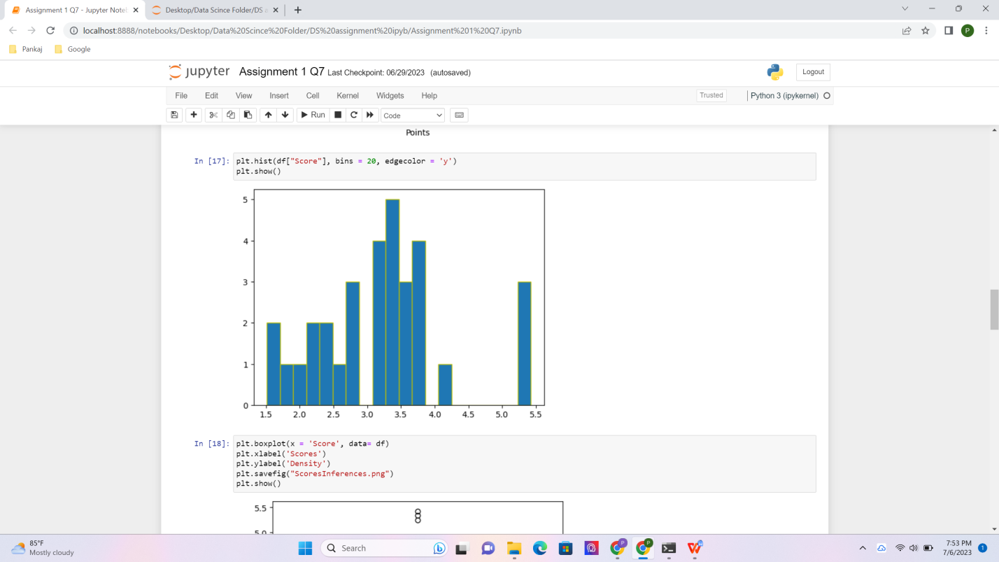 Assignment 1 Q7 - Jupyter Notel
Desktop/Data Scince Folder/DS a
localhost:8888/notebooks/Desktop/Data%20Scince%20Folder/DS%20assignment%20ipyb/Assignment%201%20Q7.ipynb
P
Pankaj
Google
jupyter Assignment 1 Q7 Last Checkpoint: 06/29/2023 (autosaved)
Logout
File Edit View Insert Cell Kernel Widgets Help
Trusted
Python 3 (ipykernel)
Run
Code
Points
In [17]: plt.hist(df["Score"], bins = 20, edgecolor = 'y')
plt.show()
5
4
3
2
1
0
1.5 2.0 2.5 3.0 3.5 4.0 4.5 5.0 5.5
In [18]: plt.boxplot(x = 'Score', data= df)
plt.xlabel('Scores')
plt.ylabel('Density')
plt.savefig("ScoresInferences.png")
plt.show()
5.5
5.0
85°F
Mostly cloudy
Search
P
P
7:53 PM
7/6/2023
1